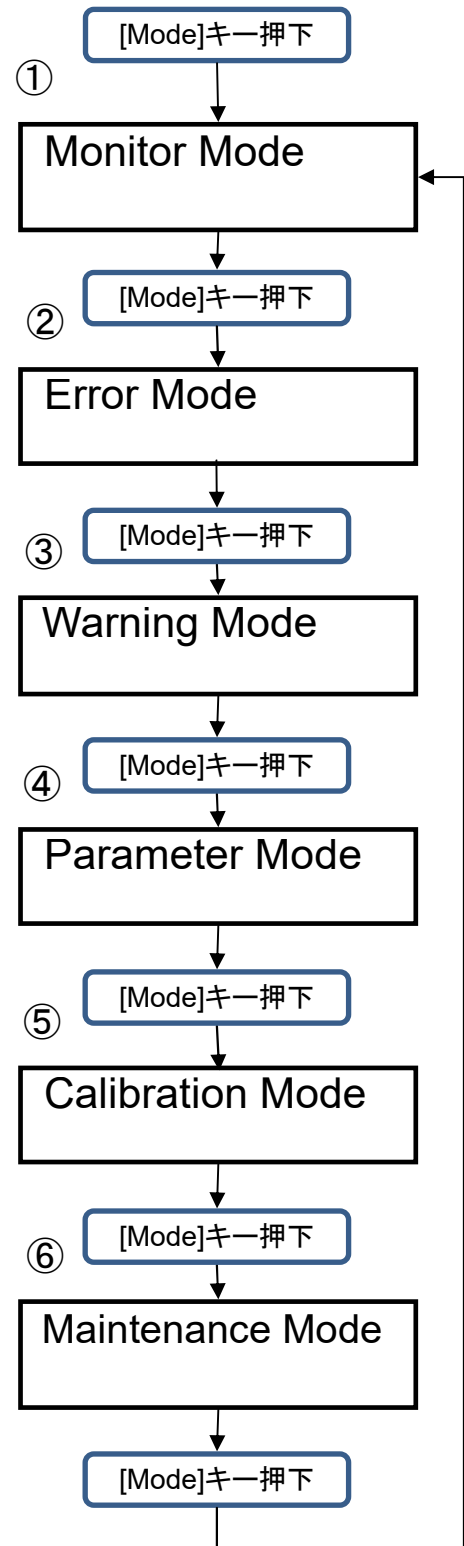 [Mode]キー押下
①
Monitor Mode
[Mode]キー押下
②
Error Mode
[Mode]キー押下
③
Warning Mode
[Mode]キー押下
④
Parameter Mode
[Mode]キー押下
⑤
Calibration Mode
[Mode]キー押下
⑥
Maintenance Mode
[Mode]キー押下